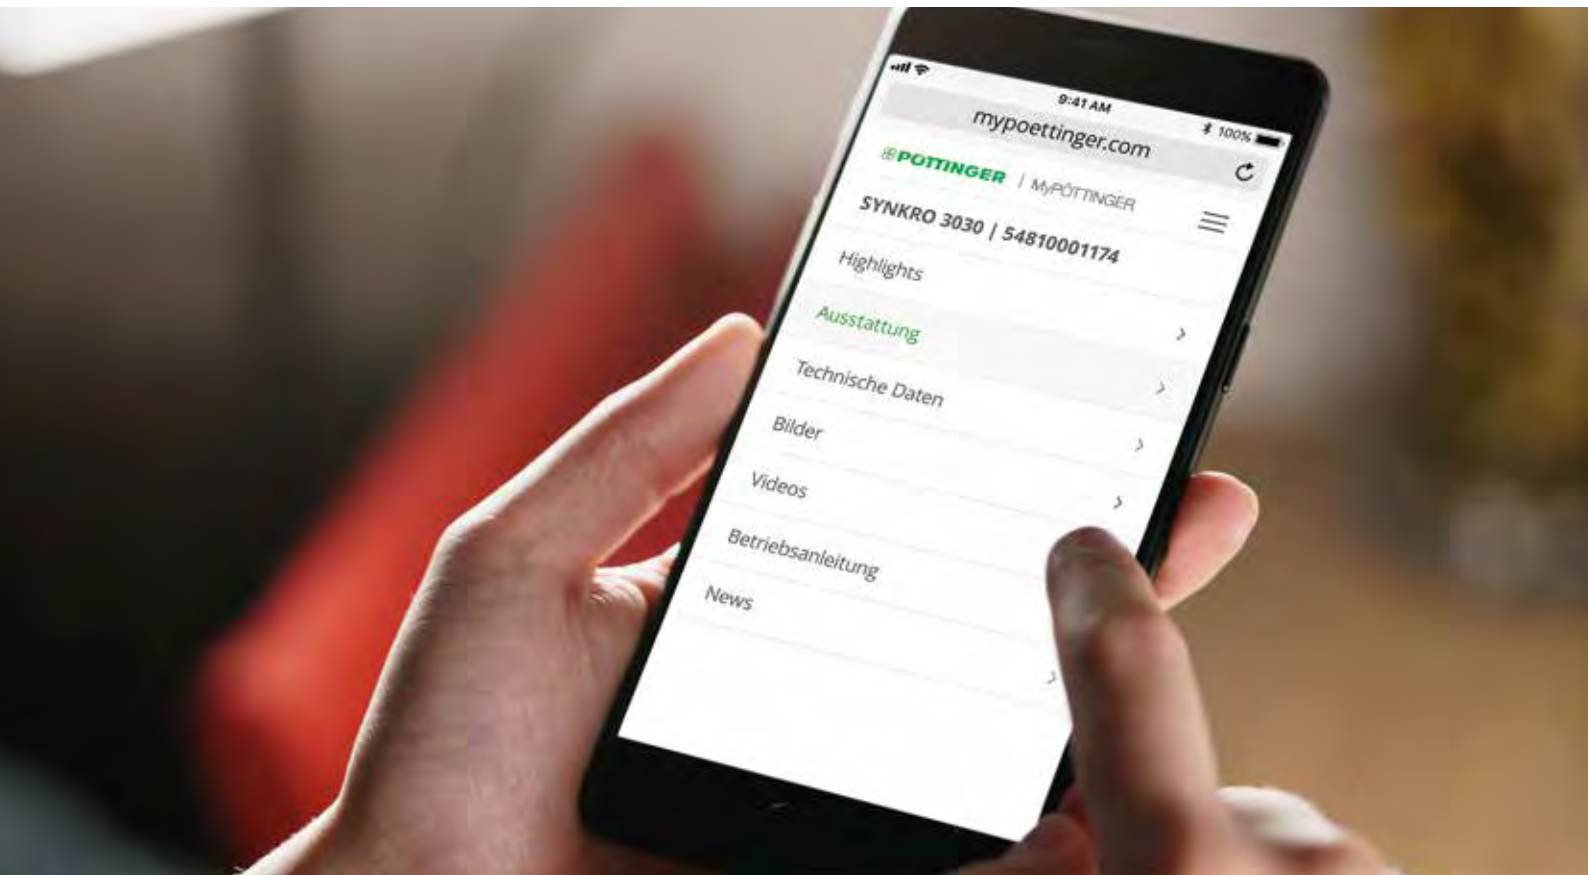 9:41 AM
100%
mypoettinger.com
PÖTTINGER | MyPÖTTINGER
SYNKRO 3030 | 54810001174
Highlights
Ausstattung
Technische Daten
Bilder
Videos
Betriebsanleitung
News